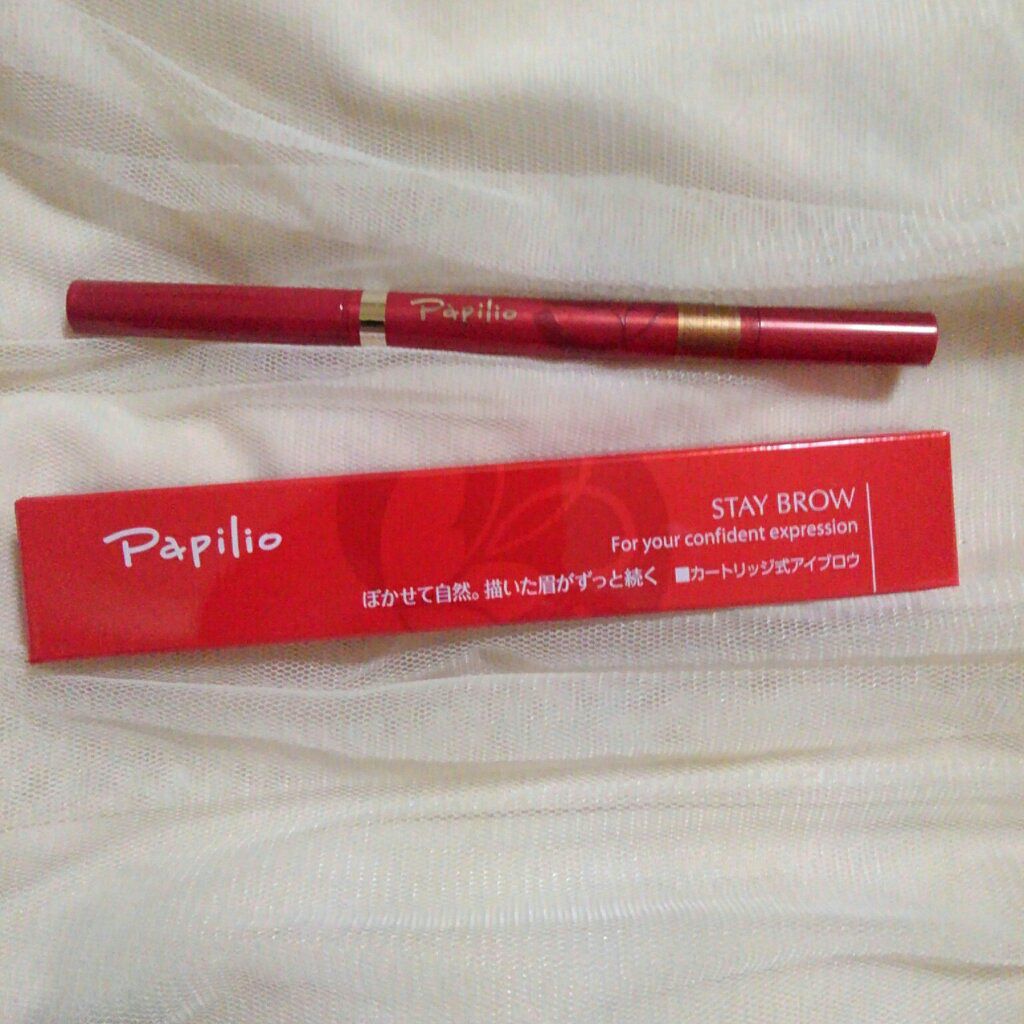 Papilio
Papilio
STAY BROW
For your confident expression
ぼかせて自然。描いた眉がずっと続く ■カートリッジ式アイブロウ